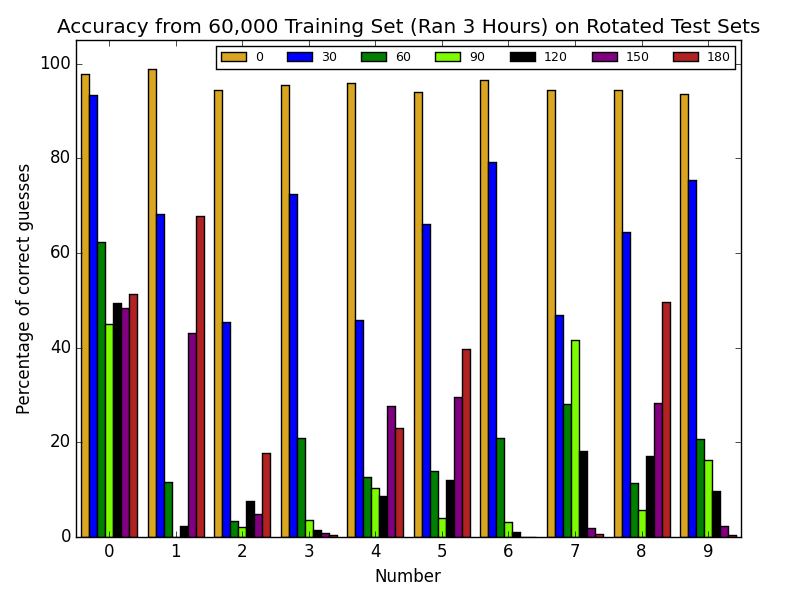 Accuracy from 60,000 Training Set (Ran 3 Hours) on Rotated Test Sets
0 30 60 90 120 150 180
100
80
60
40
20
0
Percentage of correct guesses
0 1 2 3 4 5 6 7 8 9
Number